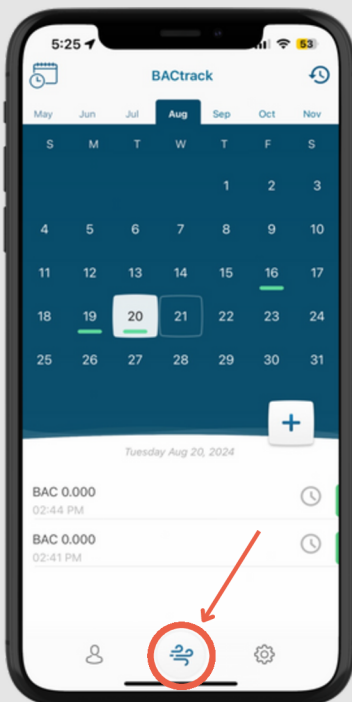 5:25 53
BACtrack
May Jun Jul Aug Sep Oct Nov
S M T W T F S
1 2 3
4 5 6 7 8 9 10
11 12 13 14 15 16 17
18 19 20 21 22 23 24
25 26 27 28 29 30 31
+
Tuesday Aug 20, 2024
BAC 0.000
02:44 PM
BAC 0.000
02:41 PM